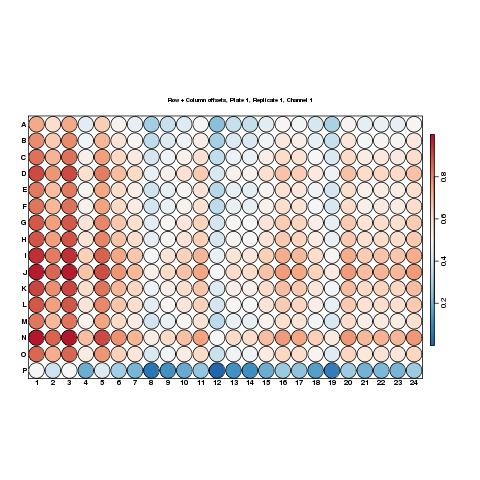 Row + Column offsets, Plate 1, Replicate 1, Channel 1
A
B
C
D
E
F
G
H
I
J
K
L
M
N
O
P
1 2 3 4 5 6 7 8 9 10 11 12 13 14 15 16 17 18 19 20 21 22 23 24
0.8
0.6
0.4
0.2